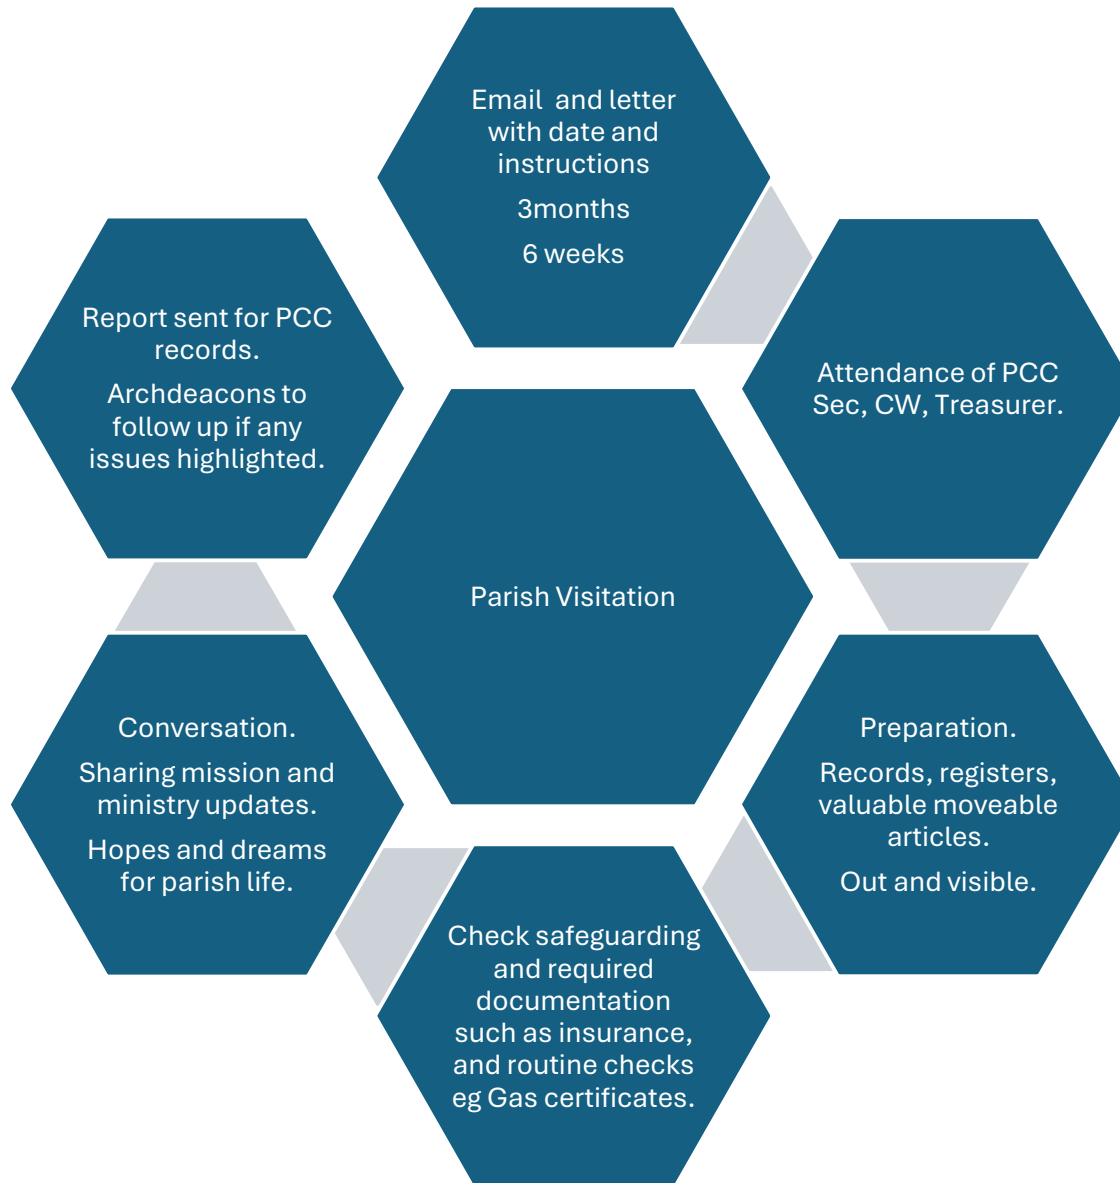 Email  and letter
with date and
instructions
3months
6 weeks
Attendance of PCC
Sec, CW, Treasurer.
Preparation.
Records, registers,
valuable moveable
articles.
Out and visible.
Check safeguarding
and required
documentation
such as insurance,
and routine checks
eg Gas certificates.
Conversation.
Sharing mission and
ministry updates.
Hopes and dreams
for parish life.
Report sent for PCC
records.
Archdeacons to
follow up if any
issues highlighted.
Parish Visitation